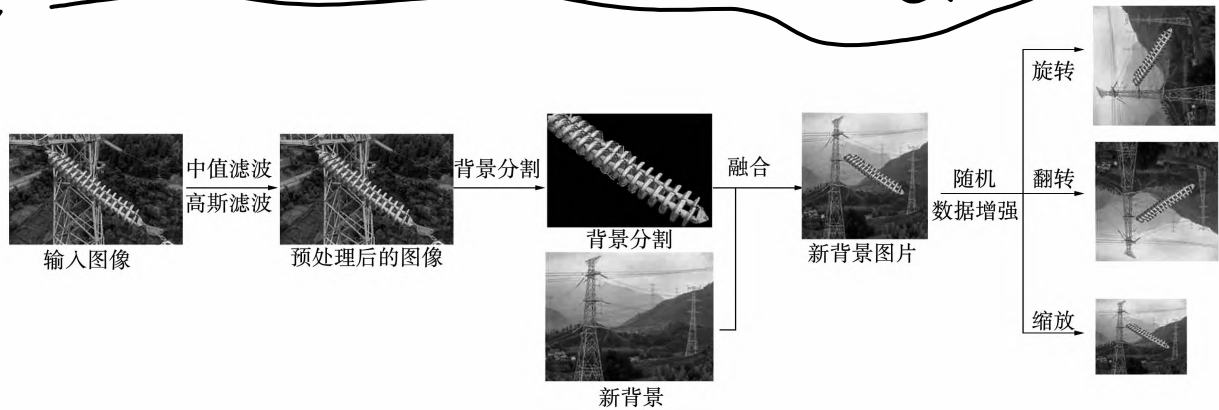 中值滤波
高斯滤波
输入图像
预处理后的图像
背景分割
背景分割
新背景
融合
新背景图片
随机
数据增强
旋转
翻转
缩放